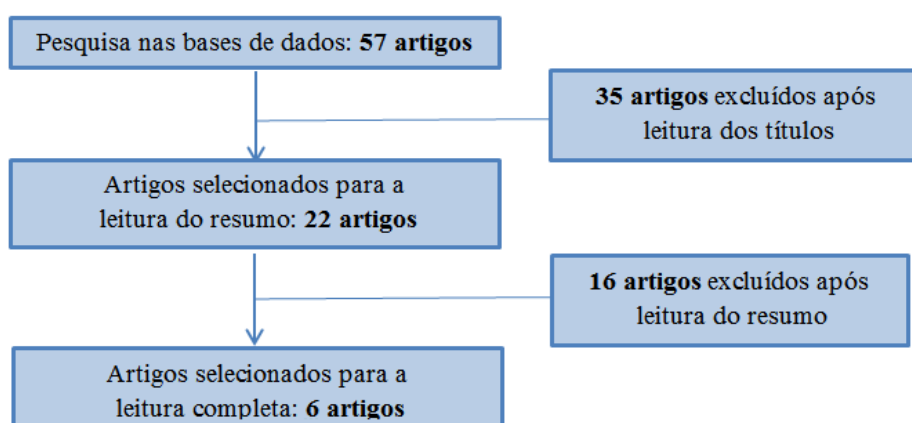 Pesquisa nas bases de dados: 57 artigos
35 artigos excluídos após
leitura dos títulos
Artigos selecionados para a
leitura do resumo: 22 artigos
16 artigos excluídos após
leitura do resumo
Artigos selecionados para a
leitura completa: 6 artigos